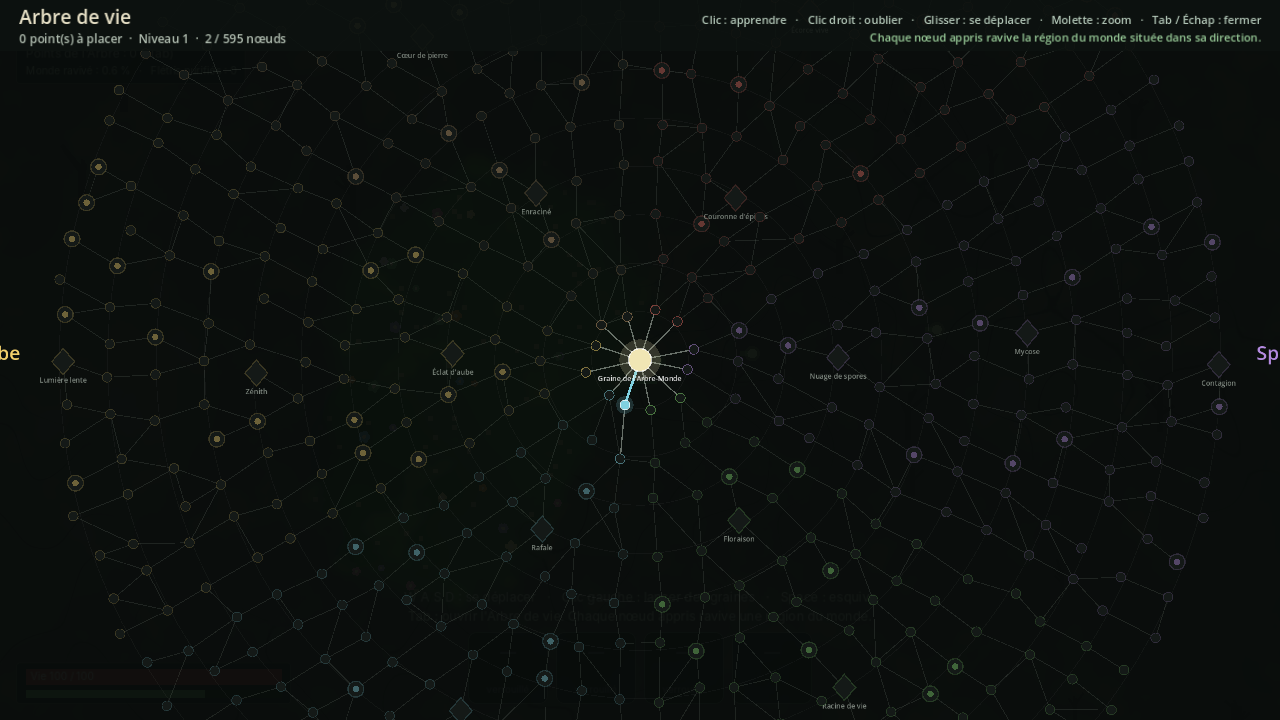 Arbre de vie
0 point(s) à placer · Niveau 1 · 2 / 595 nœuds
Clic : apprendre · Clic droit : oublier · Glisser : se déplacer · Molette : zoom · Tab / Échap : fermer
Chaque nœud appris ravive la région du monde située dans sa direction.
Cœur de pierre
Enraciné
Couronne d'épines
be
Sp
Lumière lente
Zénith
Éclat d'aube
Graine de l'Arbre-Monde
Nuage de spores
Mycose
Contagion
Rafale
Floraison
Racine de vie